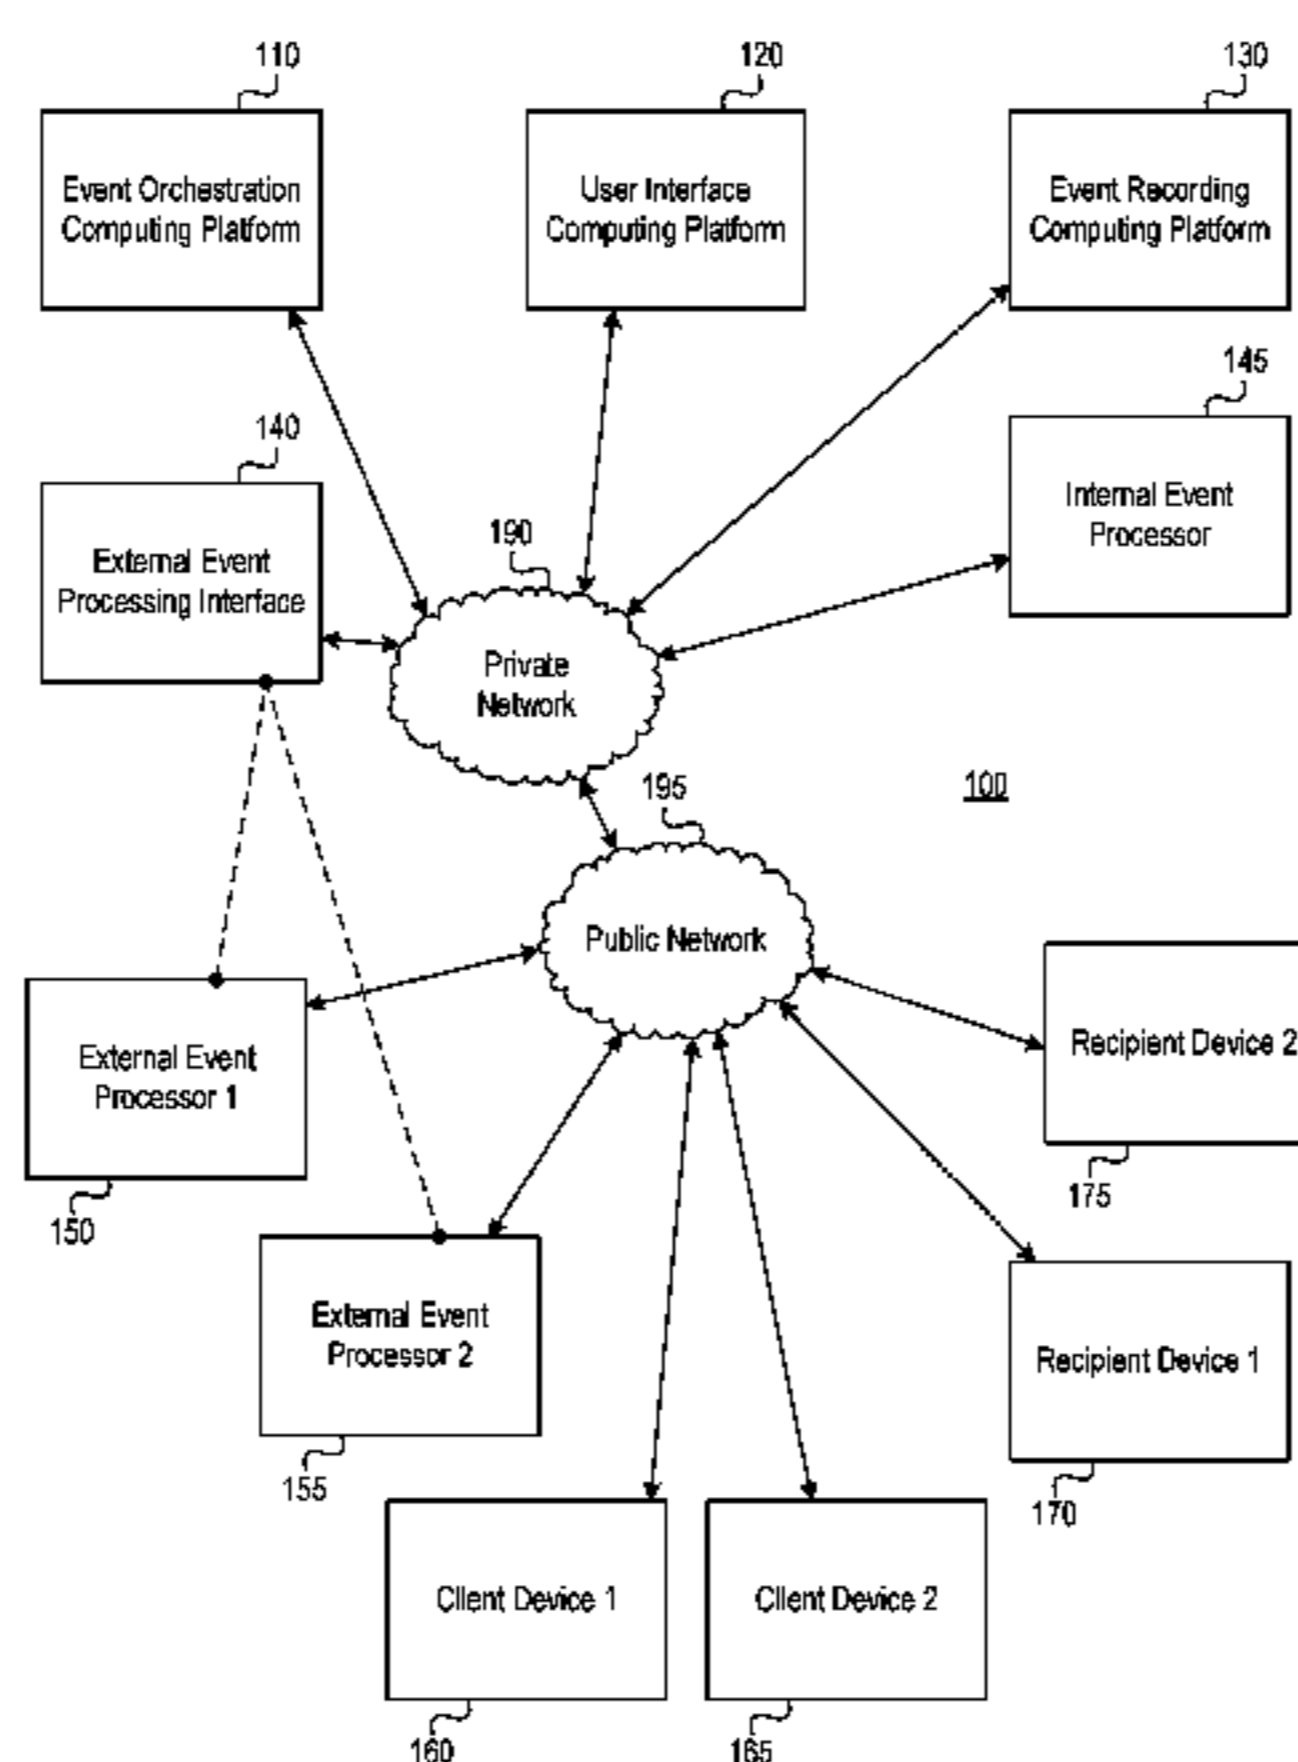 110
120
130
Event Orchestration
Computing Platform
User Interface
Computing Platform
Event Recording
Computing Platform
145
140
Internal Event
Processor
External Event
Processing Interface
190
Private
Network
100
195
Public Network
External Event
Processor 1
150
Recipient Device 2
175
External Event
Processor 2
155
Recipient Device 1
170
Client Device 1
160
Client Device 2
165